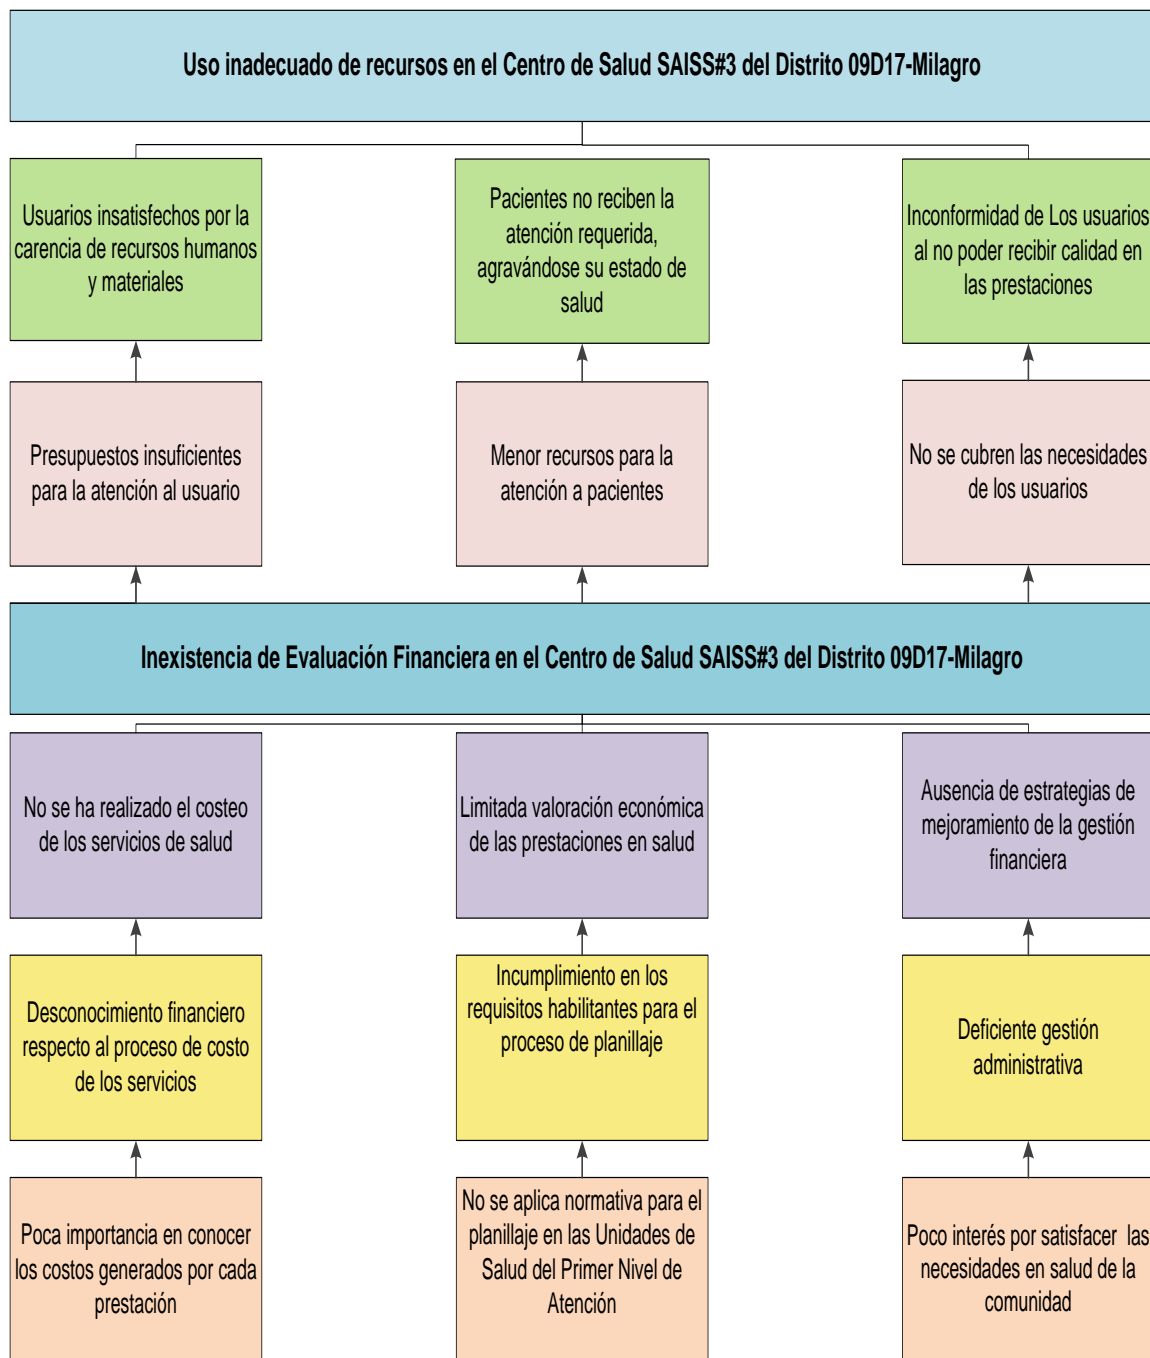 Uso inadecuado de recursos en el Centro de Salud SAISS#3 del Distrito 09D17-Milagro
Usuarios insatisfechos por la
carencia de recursos humanos
y materiales
Pacientes no reciben la
atención requerida,
agravándose su estado de
salud
Inconformidad de Los usuarios
al no poder recibir calidad en
las prestaciones
Presupuestos insuficientes
para la atención al usuario
Menor recursos para la
atención a pacientes
No se cubren las necesidades
de los usuarios
Inexistencia de Evaluación Financiera en el Centro de Salud SAISS#3 del Distrito 09D17-Milagro
No se ha realizado el costeo
de los servicios de salud
Limitada valoración económica
de las prestaciones en salud
Ausencia de estrategias de
mejoramiento de la gestión
financiera
Desconocimiento financiero
respecto al proceso de costo
de los servicios
Incumplimiento en los
requisitos habilitantes para el
proceso de planillaje
Deficiente gestión
administrativa
Poca importancia en conocer
los costos generados por cada
prestación
No se aplica normativa para el
planillaje en las Unidades de
Salud del Primer Nivel de
Atención
Poco interés por satisfacer las
necesidades en salud de la
comunidad